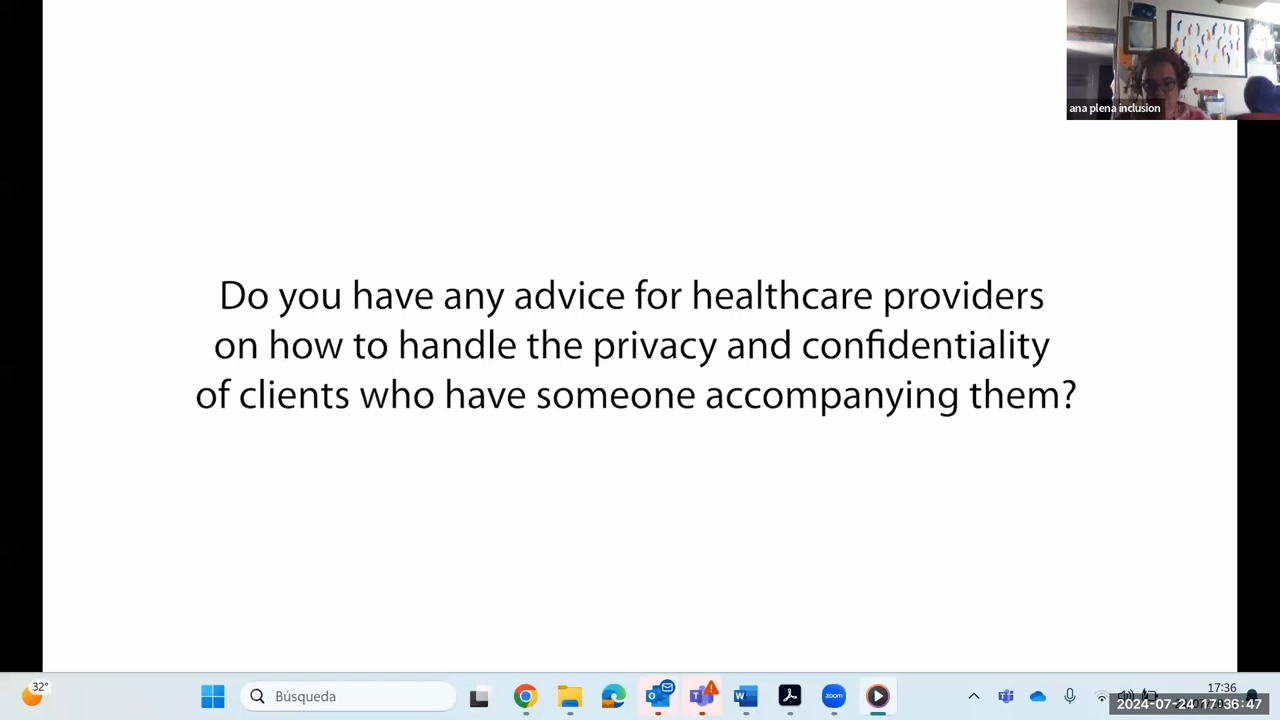 ana plena inclusion
Do you have any advice for healthcare providers
on how to handle the privacy and confidentiality
of clients who have someone accompanying them?
32°
Búsqueda
zoom
17:36
2024-07-24 17:36:47